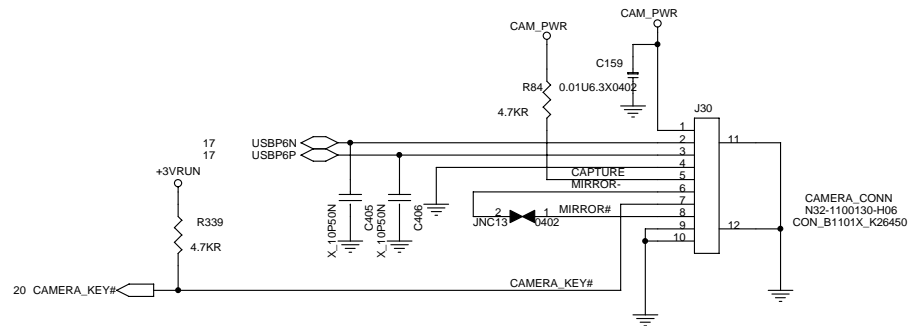 CAM_PWR
CAM_PWR
C159
R84
0.01U6.3X0402
4.7KR
J30
17
USBP6N
17
USBP6P
1
2
3
4
5
6
7
8
9
10
11
12
CAPTURE
MIRROR-
+3VRUN
R339
4.7KR
X_10P50N
C405
X_10P50N
C406
2
JNC13
1
0402
MIRROR#
CAMERA_CONN
N32-1100130-H06
CON_B1101X_K26450
20
CAMERA_KEY#
CAMERA_KEY#